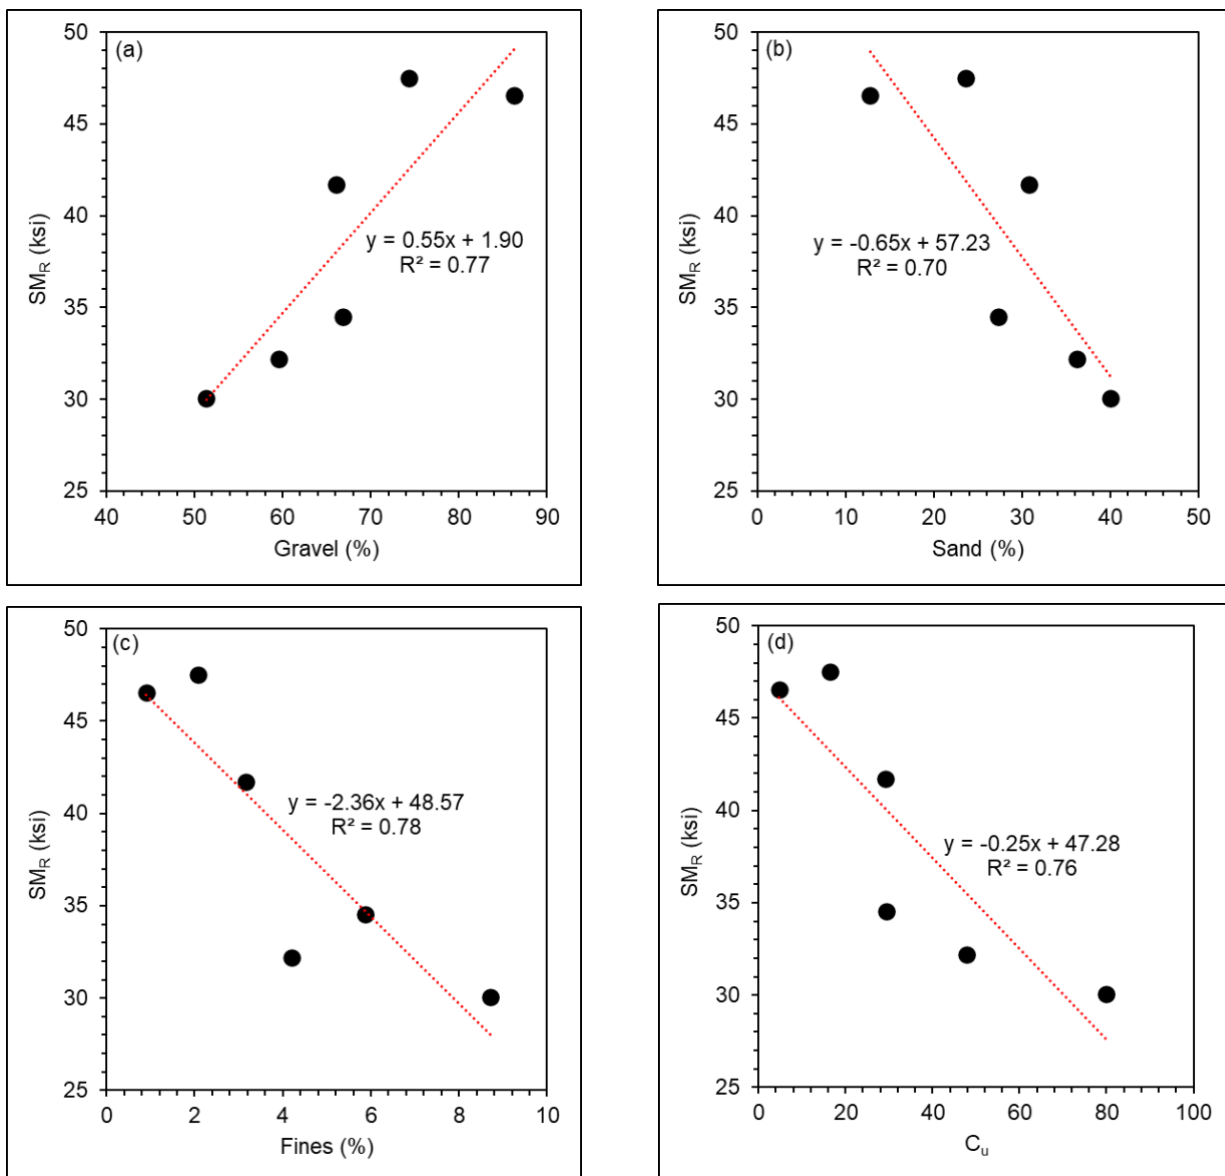 (a)
50
45
40
35
30
25
SMR (ksi)
y = 0.55x + 1.90
R² = 0.77
40 50 60 70 80 90
Gravel (%)
(b)
50
45
40
35
30
25
SMR (ksi)
y = -0.65x + 57.23
R² = 0.70
0 10 20 30 40 50
Sand (%)
(c)
50
45
40
35
30
25
SMR (ksi)
y = -2.36x + 48.57
R² = 0.78
0 2 4 6 8 10
Fines (%)
(d)
50
45
40
35
30
25
SMR (ksi)
y = -0.25x + 47.28
R² = 0.76
0 20 40 60 80 100
Cu